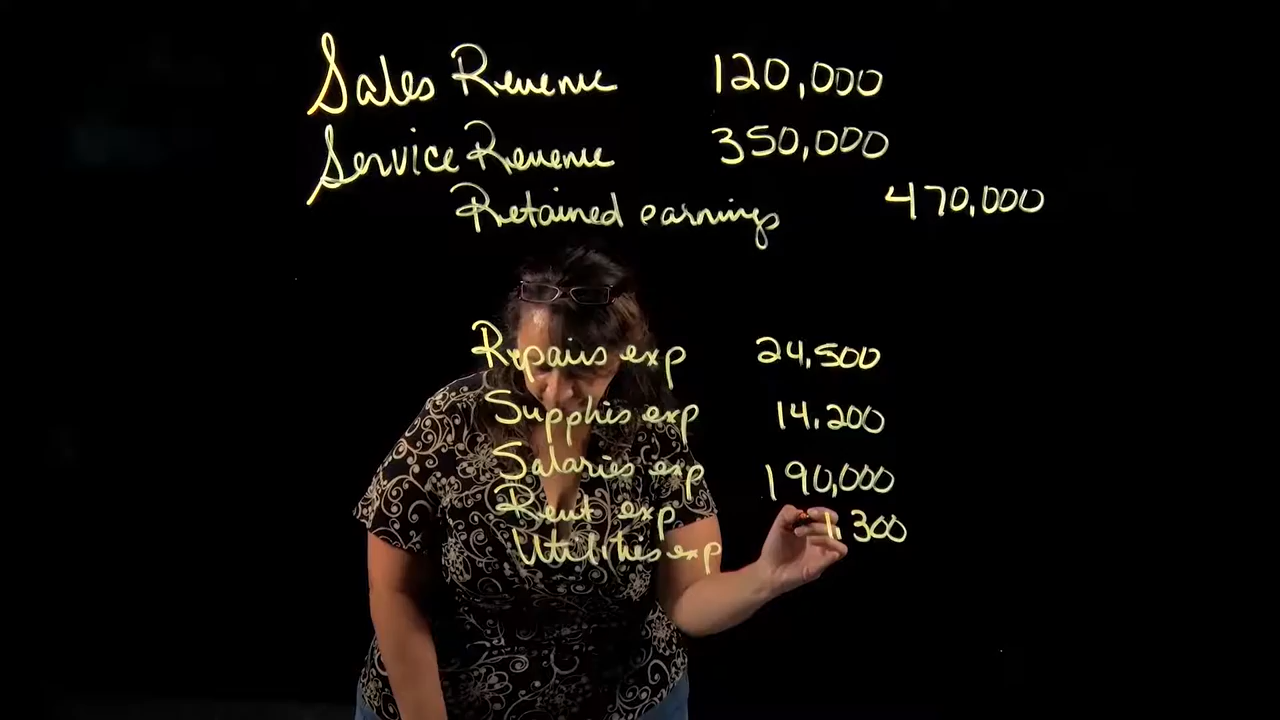 Sales Revenue 120,000
Service Revenue 350,000
Retained earnings 470,000
Repairs exp 24,500
Supplies exp 14,200
Salaries exp 190,000
Rent exp
Utilities exp